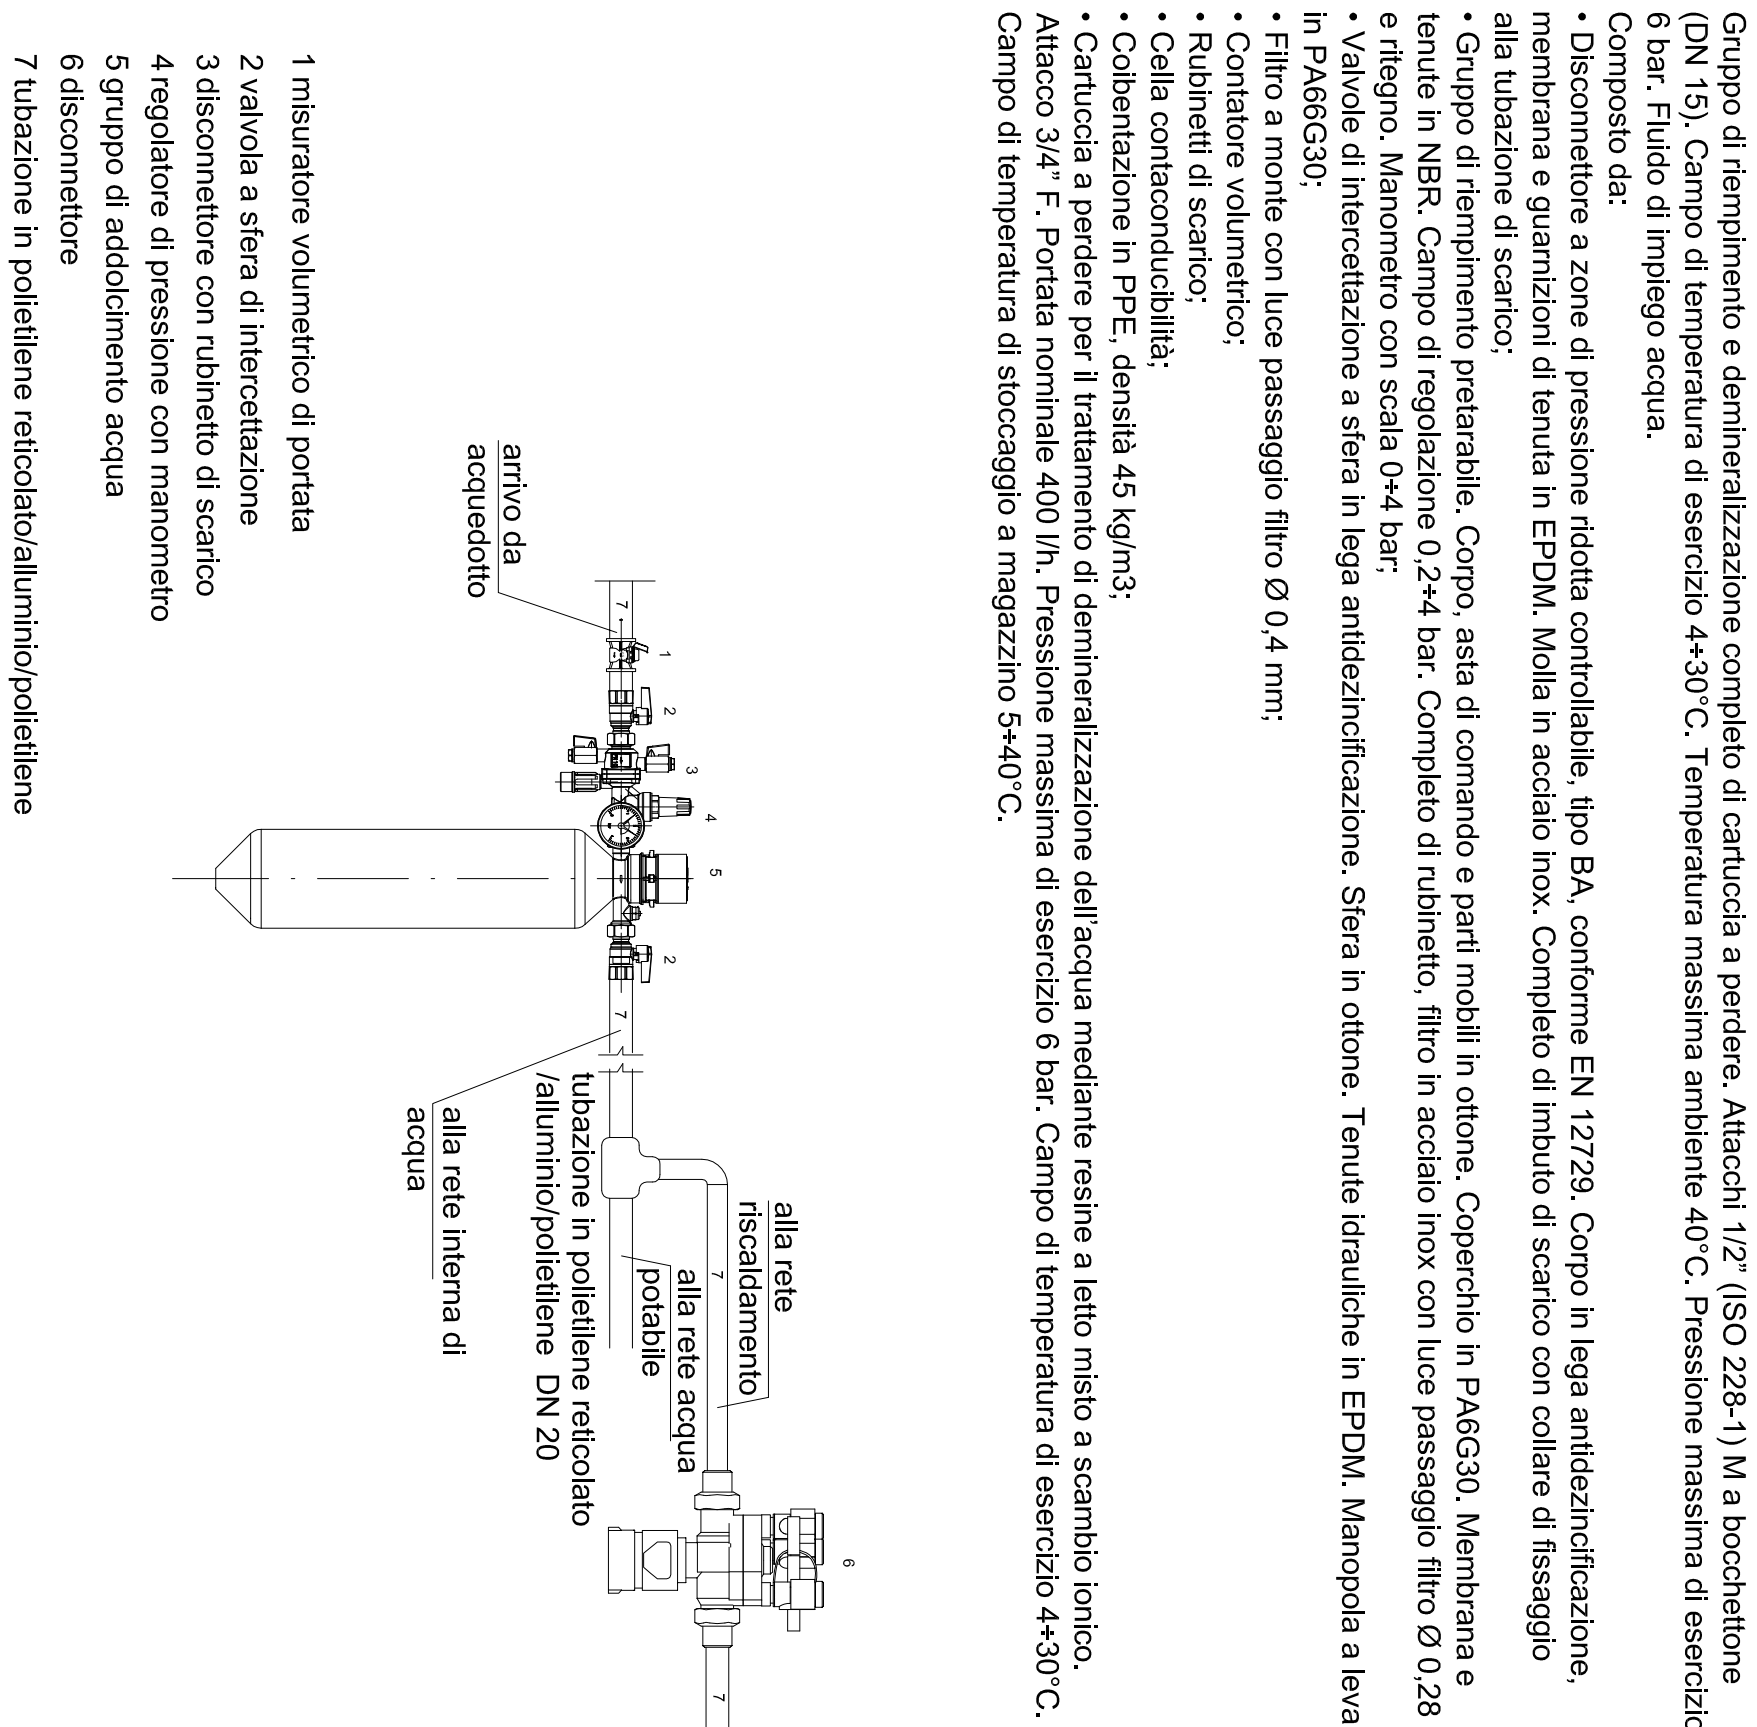 Gruppo di riempimento e demineralizzazione completo di cartuccia a perdere. Attacchi 1/2” (ISO 228-1) M a bocchettone
(DN 15). Campo di temperatura di esercizio 4÷30°C. Temperatura massima ambiente 40°C. Pressione massima di esercizio
6 bar. Fluido di impiego acqua.
Composto da:
• Disconnettore a zone di pressione ridotta controllabile, tipo BA, conforme EN 12729. Corpo in lega antidezincificazione,
membrana e guarnizioni di tenuta in EPDM. Molla in acciaio inox. Completo di imbuto di scarico con collare di fissaggio
alla tubazione di scarico;
• Gruppo di riempimento pretarabile. Corpo, asta di comando e parti mobili in ottone. Coperchio in PA6G30. Membrana e
tenute in NBR. Campo di regolazione 0,2÷4 bar. Completo di rubinetto, filtro in acciaio inox con luce passaggio filtro Ø 0,28
e ritegno. Manometro con scala 0÷4 bar;
• Valvole di intercettazione a sfera in lega antidezincificazione. Sfera in ottone. Tenute idrauliche in EPDM. Manopola a leva
in PA66G30;
• Filtro a monte con luce passaggio filtro Ø 0,4 mm;
• Contatore volumetrico;
• Rubinetti di scarico;
• Cella contaconducibilità;
• Coibentazione in PPE, densità 45 kg/m3;
• Cartuccia a perdere per il trattamento di demineralizzazione dell’acqua mediante resine a letto misto a scambio ionico.
Attacco 3/4” F. Portata nominale 400 l/h. Pressione massima di esercizio 6 bar. Campo di temperatura di esercizio 4÷30°C.
Campo di temperatura di stoccaggio a magazzino 5÷40°C.
6
alla rete
riscaldamento
7
7
1
2
3
4
5
2
alla rete acqua
potabile
7
7
tubazione in polietilene reticolato
/alluminio/polietilene DN 20
arrivo da
acquedotto
alla rete interna di
acqua
1 misuratore volumetrico di portata
2 valvola a sfera di intercettazione
3 disconnettore con rubinetto di scarico
4 regolatore di pressione con manometro
5 gruppo di addolcimento acqua
6 disconnettore
7 tubazione in polietilene reticolato/alluminio/polietilene